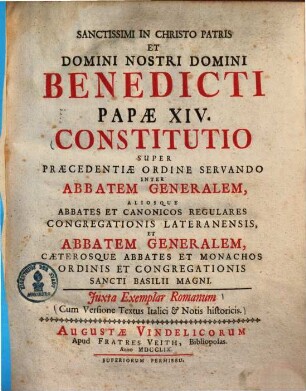 SANCTISSIMI IN CHRISTO PATRIS
ET
DOMINI NOSTRI DOMINI
BENEDICTI
PAPÆ XIV.
CONSTITUTIO
SUPER
PRÆCEDENTIÆ ORDINE SERVANDO
INTER
ABBATEM GENERALEM,
ALIOSQUE
ABBATES ET CANONICOS REGULARES
CONGREGATIONIS LATERANENSIS,
ET
ABBATEM GENERALEM,
CÆTEROSQUE ABBATES ET MONACHOS
ORDINIS ET CONGREGATIONIS
SANCTI BASILII MAGNI.
Juxta Exemplar Romanum
(Cum Versione Textus Italici & Notis historicis.)
AUGUSTÆ VINDELICORUM
Apud FRATRES VEITH, Bibliopolas.
Anno MDCCLIX.
SUPERIORUM PERMISSU.